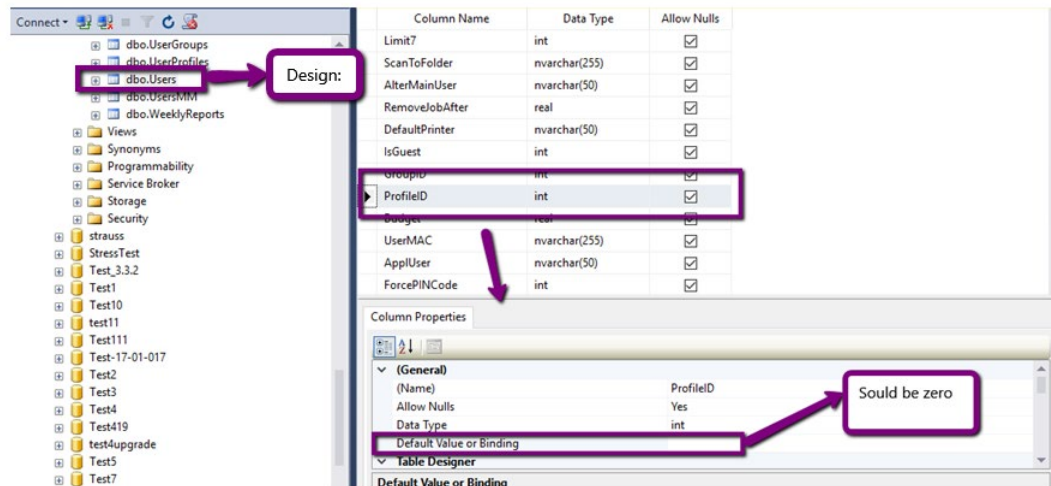 Connect
dbo.UserGroups
dbo.UserProfiles
dbo.Users
dbo.UsersMM
dbo.WeeklyReports
Views
Synonyms
Programmability
Service Broker
Storage
Security
strauss
StressTest
Test_3.3.2
Test1
Test10
test11
Test111
Test-17-01-017
Test2
Test3
Test4
Test419
test4upgrade
Test5
Test7
Design:
Column Name Data Type Allow Nulls
Limit7 int
ScanToFolder nvarchar(255)
AlterMainUser nvarchar(50)
RemoveJobAfter real
DefaultPrinter nvarchar(50)
IsGuest int
GroupID int
ProfileID int
Budget real
UserMAC nvarchar(255)
ApplUser nvarchar(50)
ForcePINCode int
Column Properties
(General)
(Name) ProfileID
Allow Nulls Yes
Data Type int
Default Value or Binding
Table Designer
Default Value or Binding
Sould be zero